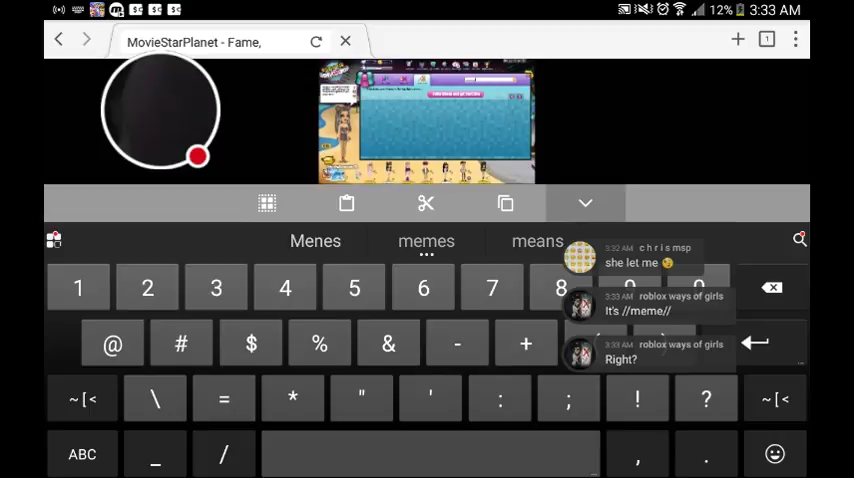 12% 3:33 AM
MovieStarPlanet - Fame,
Menes memes means
3:32 AM c h r i s msp
she let me 😏
1 2 3 4 5 6 7 8
3:33 AM roblox ways of girls
It's //meme//
@ # $ % & - +
3:33 AM roblox ways of girls
Right?
~ [ < \ = * " ' : ; ! ? ~ [ <
ABC _ / , .